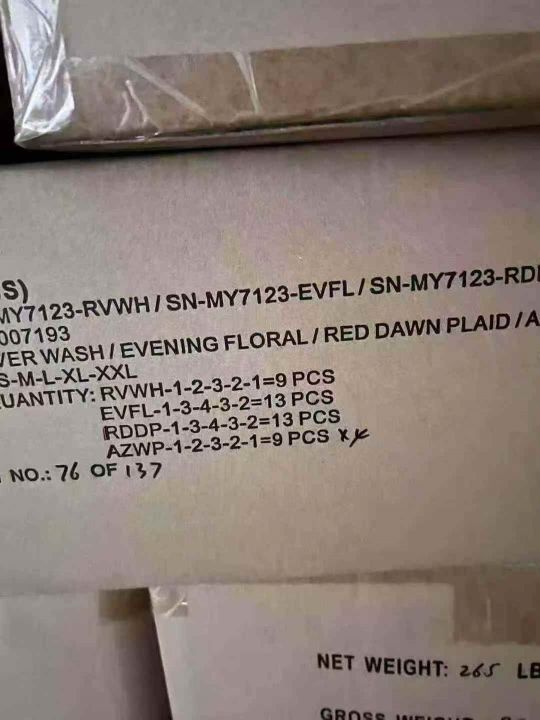 S)
MY7123-RVWH / SN-MY7123-EVFL / SN-MY7123-RD
007193
ER WASH / EVENING FLORAL / RED DAWN PLAID / A
S-M-L-XL-XXL
UANTITY: RVWH-1-2-3-2-1=9 PCS
EVFL-1-3-4-3-2=13 PCS
RDDP-1-3-4-3-2=13 PCS
AZWP-1-2-3-2-1=9 PCS
NO.: 76 OF 137
NET WEIGHT: 265 LB
GROSS WEIGHT: